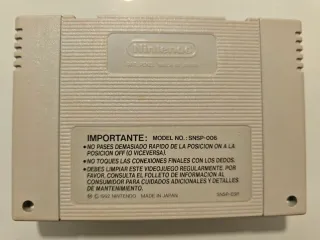 Nintendo
IMPORTANTE: MODEL NO.: SNSP-006
• NO PASES DEMASIADO RAPIDO DE LA POSICION ON A LA
POSICION OFF (O VICEVERSA).
• NO TOQUES LAS CONEXIONES FINALES CON LOS DEDOS.
• DEBES LIMPIAR ESTE VIDEOJUEGO REGULARMENTE. POR
FAVOR, CONSULTA EL FOLLETO DE INFORMACION AL
CONSUMIDOR PARA CUIDADOS ADICIONALES Y DETALLES
DE MANTENIMIENTO.
NINTENDO MADE IN JAPAN